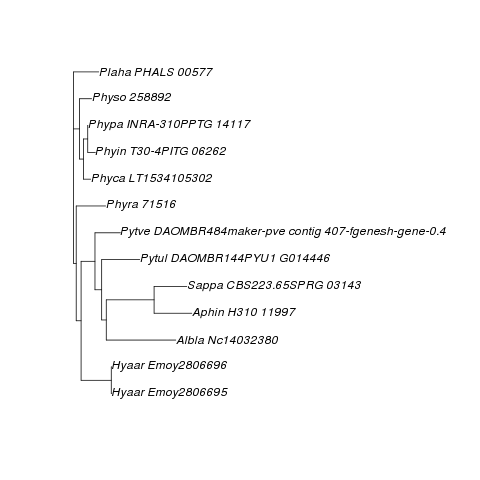 Plaha PHALS 00577
Physo 258892
Phypa INRA-310PPTG 14117
Phyin T30-4PITG 06262
Phyca LT1534105302
Phyra 71516
Pytve DAOMBR484maker-pve contig 407-fgenesh-gene-0.4
Pytul DAOMBR144PYU1 G014446
Sappa CBS223.65SPRG 03143
Aphin H310 11997
Albla Nc14032380
Hyaar Emoy2806696
Hyaar Emoy2806695